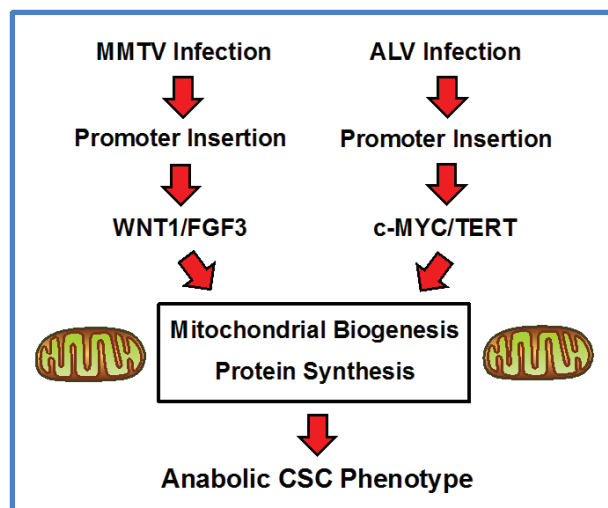 MMTV Infection
Promoter Insertion
WNT1/FGF3
ALV Infection
Promoter Insertion
c-MYC/TERT
Mitochondrial Biogenesis
Protein Synthesis
Anabolic CSC Phenotype